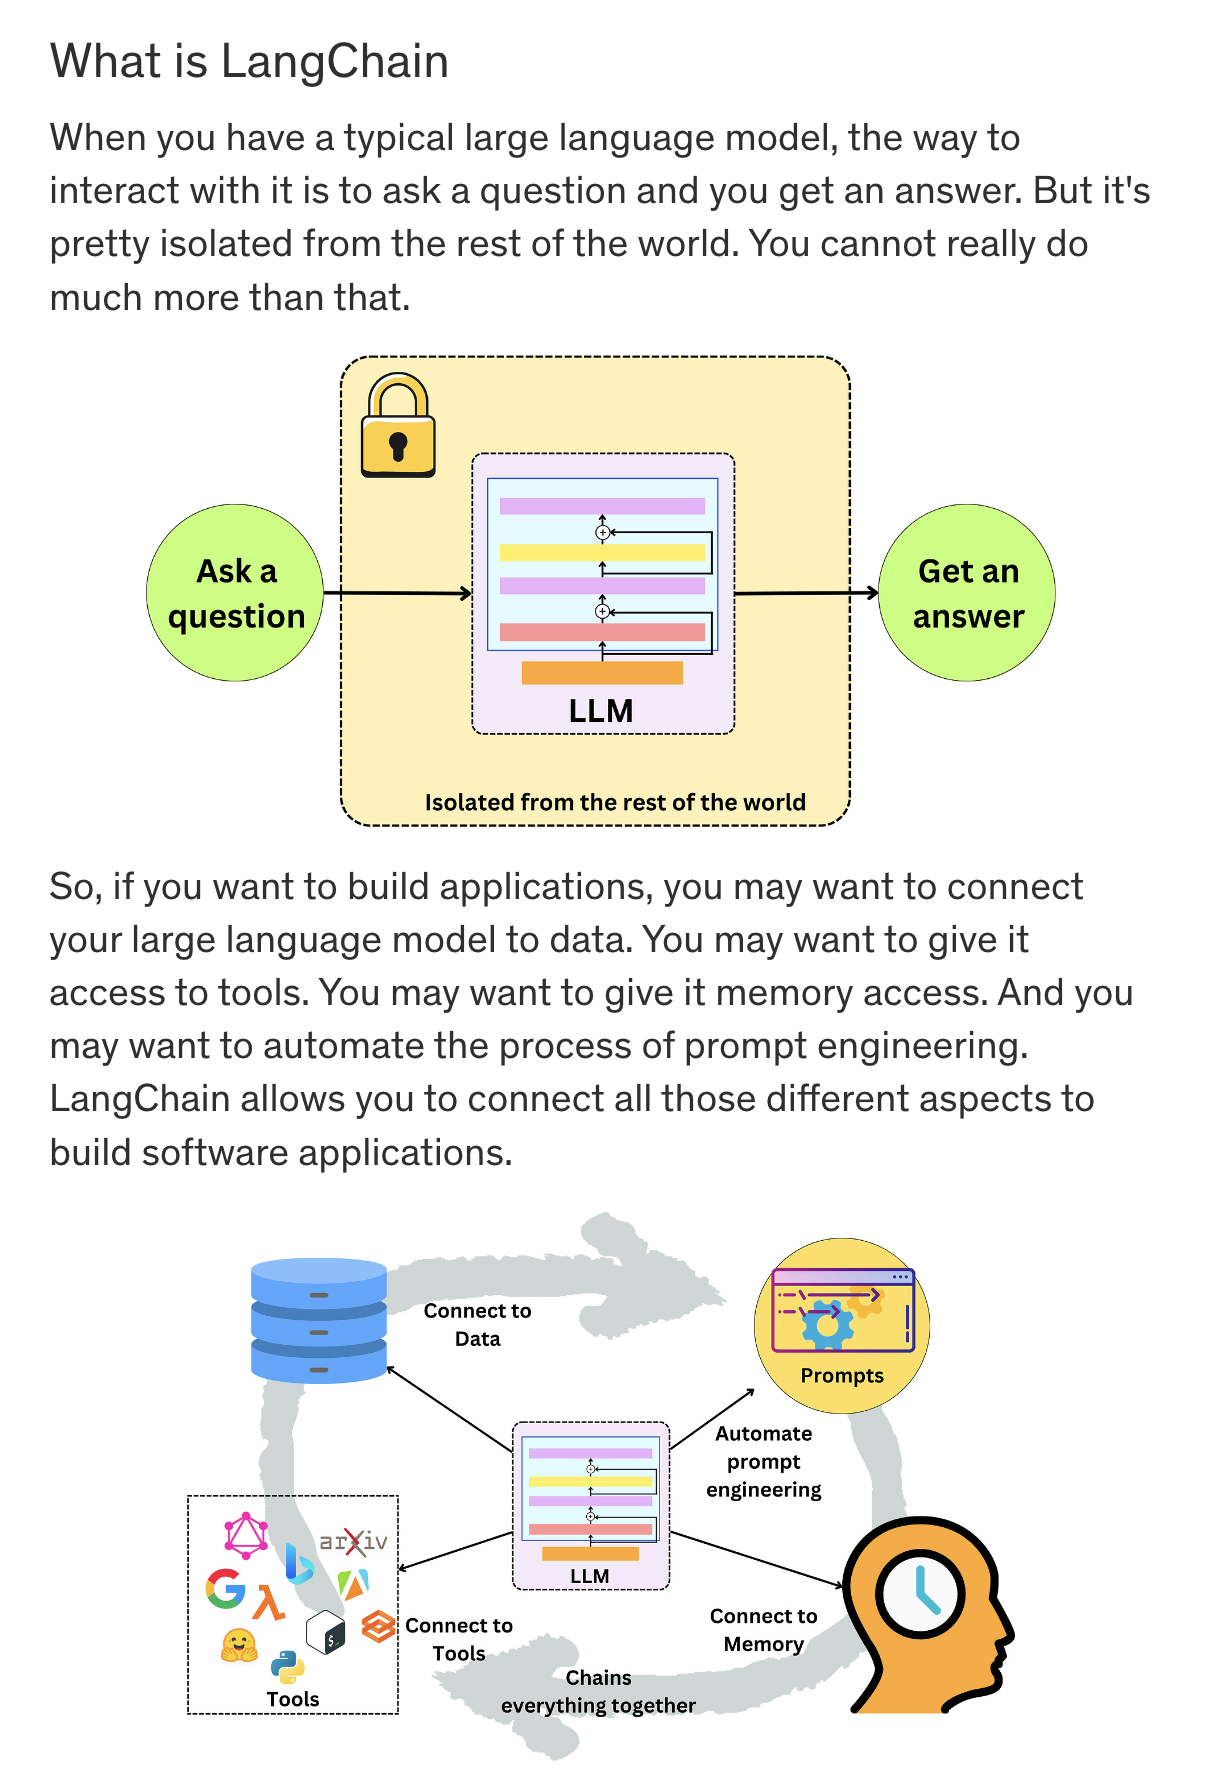 What is LangChain
When you have a typical large language model, the way to
interact with it is to ask a question and you get an answer. But it's
pretty isolated from the rest of the world. You cannot really do
much more than that.
Ask a
question
LLM
Get an
answer
Isolated from the rest of the world
So, if you want to build applications, you may want to connect
your large language model to data. You may want to give it
access to tools. You may want to give it memory access. And you
may want to automate the process of prompt engineering.
LangChain allows you to connect all those different aspects to
build software applications.
Connect to
Data
Prompts
Automate
prompt
engineering
LLM
arXiv
$_
Tools
Connect to
Tools
Connect to
Memory
Chains
everything together